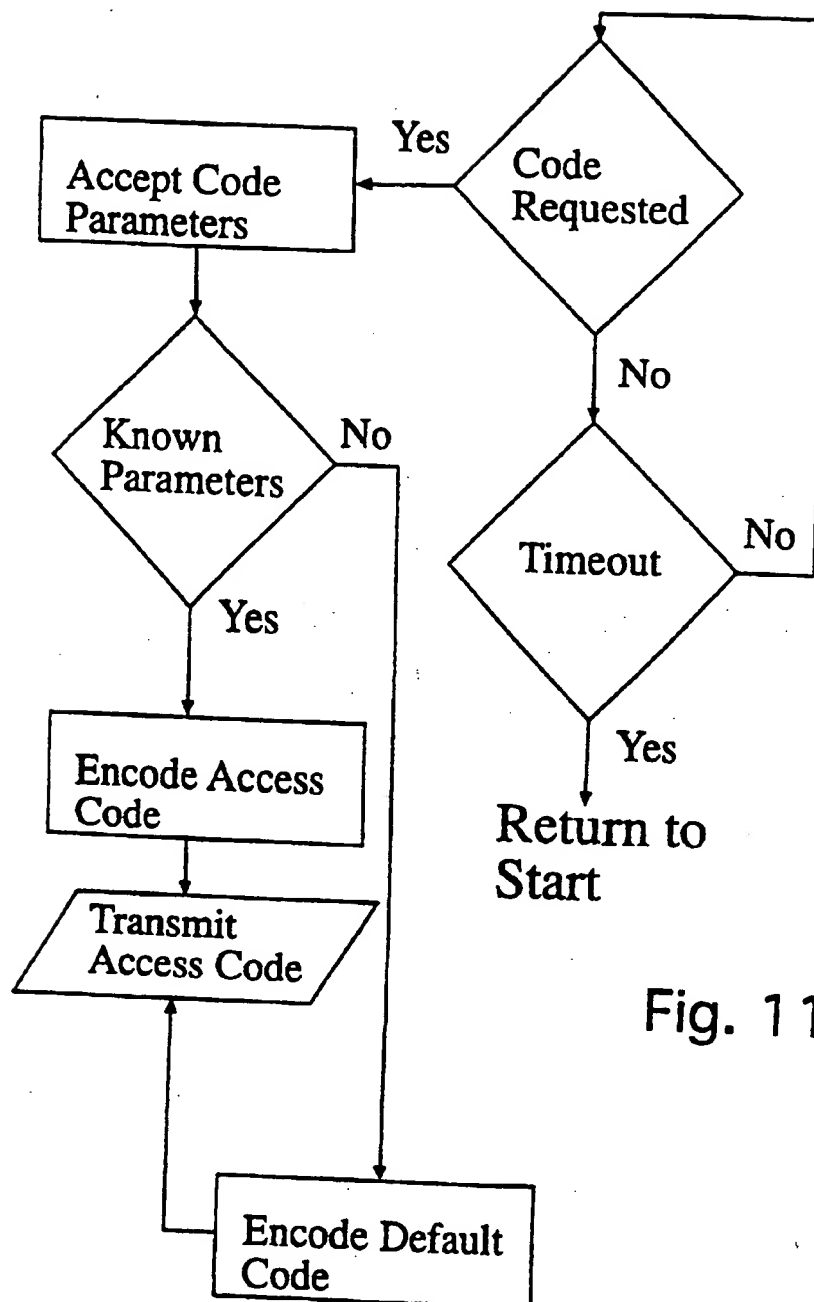 Yes
Code
Requested
Accept Code
Parameters
No
Known
Parameters
No
Timeout
No
Yes
Yes
Encode Access
Code
Return to
Start
Transmit
Access Code
Fig. 11
Encode Default
Code